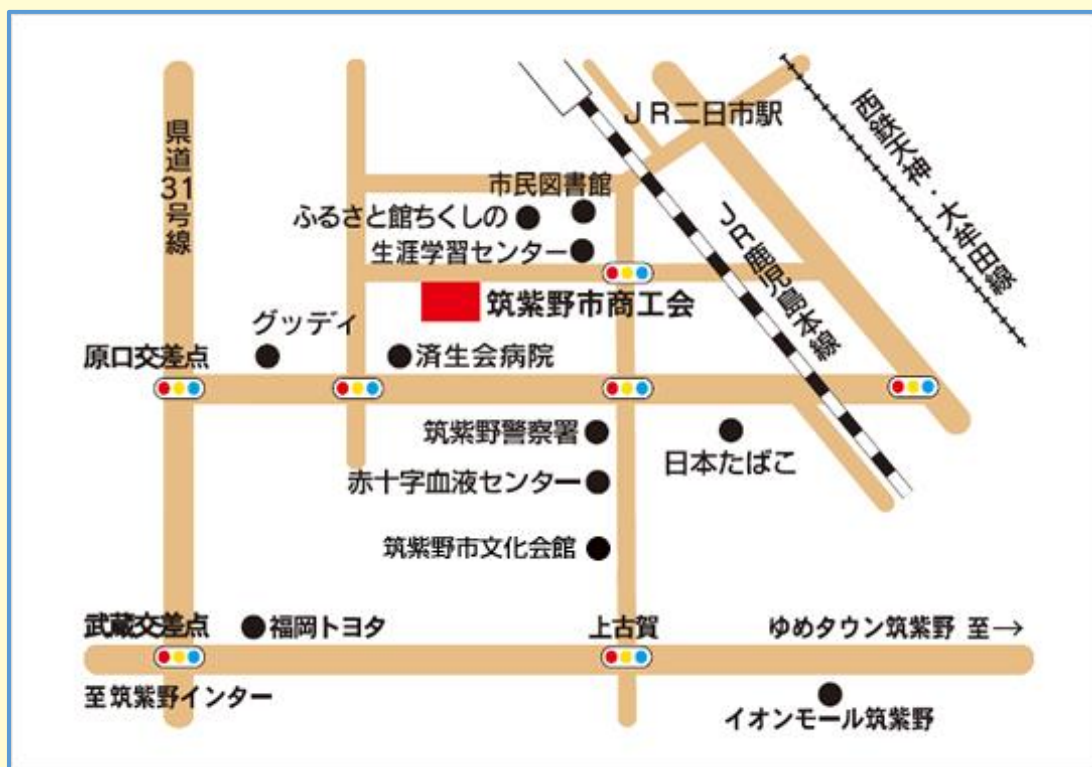 ＪＲ二日市駅
西鉄天神・大牟田線
県道31号線
市民図書館
ふるさと館ちくしの
生涯学習センター
ＪＲ鹿児島本線
筑紫野市商工会
グッデイ
原口交差点
済生会病院
筑紫野警察署
日本たばこ
赤十字血液センター
筑紫野市文化会館
武蔵交差点
福岡トヨタ
上古賀
ゆめタウン筑紫野 至→
至筑紫野インター
イオンモール筑紫野